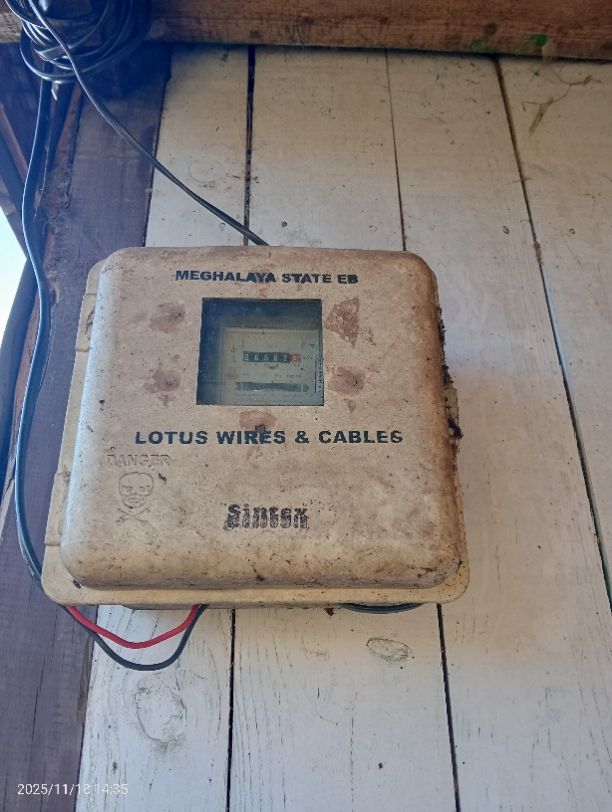 MEGHALAYA STATE EB
LOTUS WIRES & CABLES
DANGER
Sintex
2025/11/18 14:35